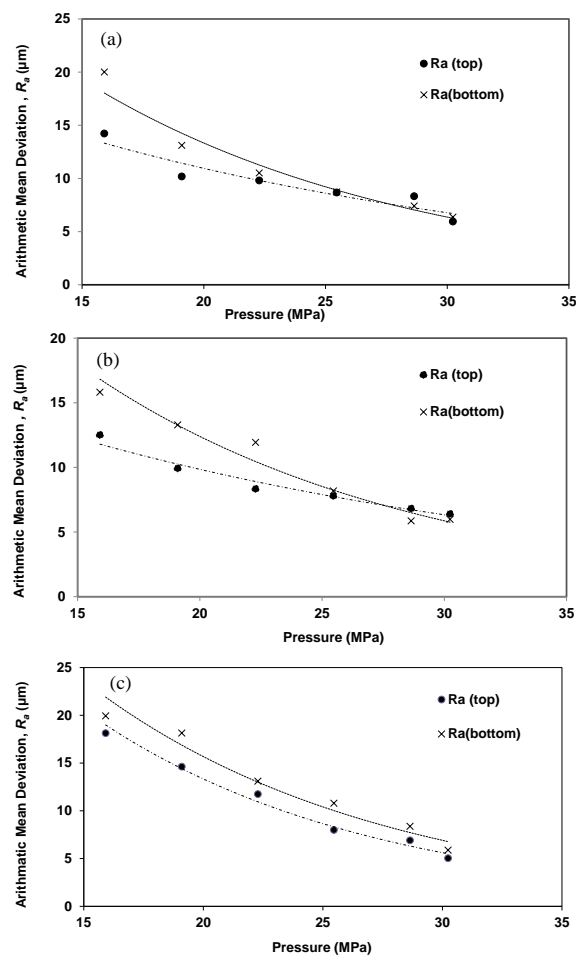 (a)
Ra (top)
Ra(bottom)
Arithmetic Mean Deviation , Ra (µm)
25
20
15
10
5
0
15 20 25 30 35
Pressure (MPa)
(b)
Ra (top)
Ra(bottom)
Arithmetic Mean Deviation , Ra (µm)
20
15
10
5
0
15 20 25 30 35
Pressure (MPa)
(c)
Ra (top)
Ra(bottom)
Arithmatic Mean Deviation, Ra (µm)
25
20
15
10
5
0
15 20 25 30 35
Pressure (MPa)